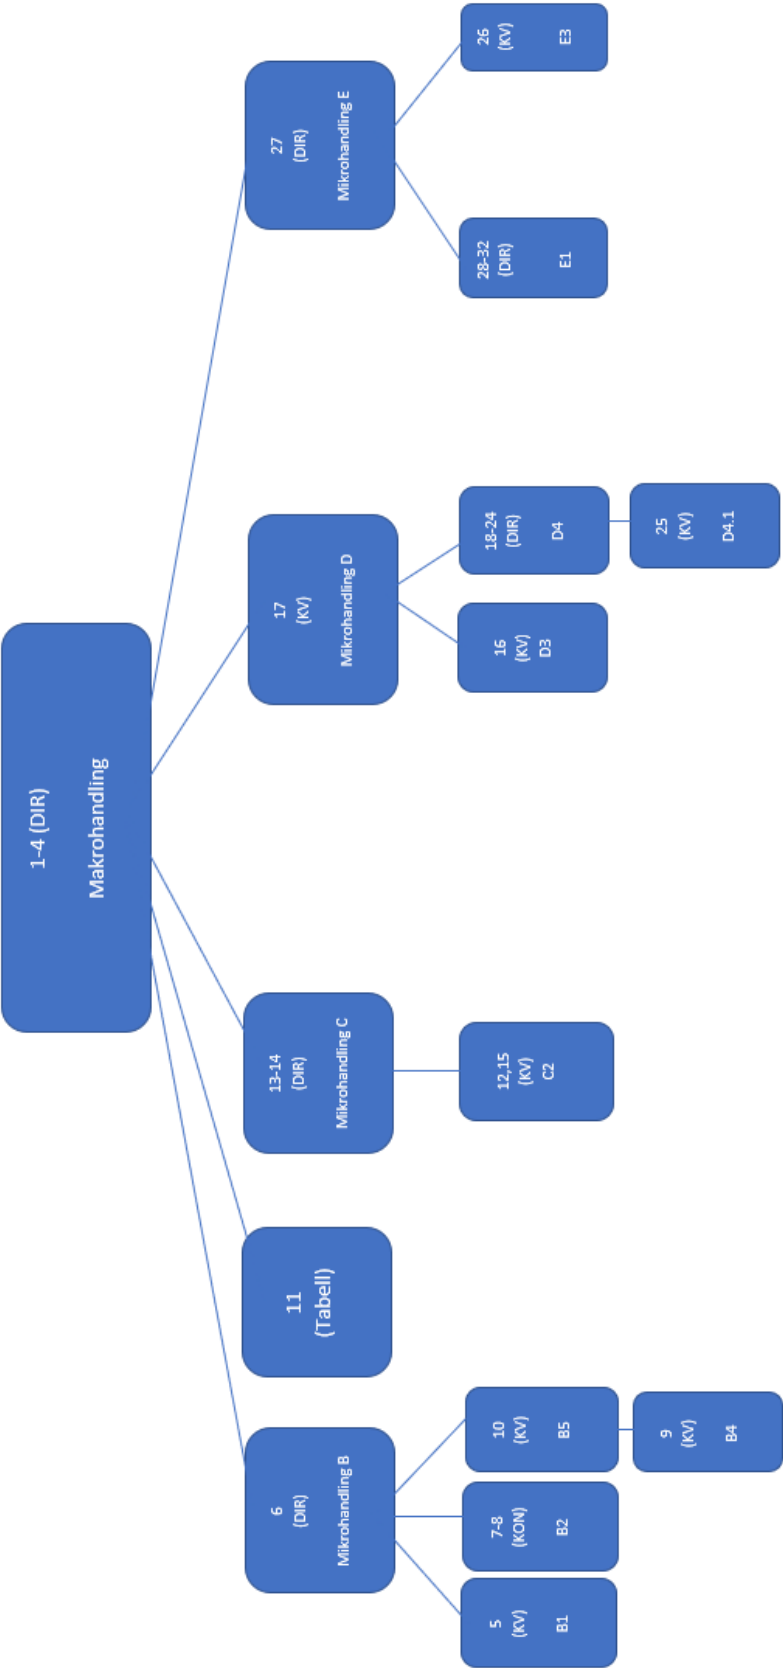 1-4 (DIR)
Makrohandling
6
(DIR)
Mikrohandling B
11
(Tabell)
13-14
(DIR)
Mikrohandling C
17
(KV)
Mikrohandling D
27
(DIR)
Mikrohandling E
5
(KV)
B1
7-8
(KON)
B2
10
(KV)
B5
12,15
(KV)
C2
16
(KV)
D3
18-24
(DIR)
D4
28-32
(DIR)
E1
26
(KV)
E3
9
(KV)
B4
25
(KV)
D4.1